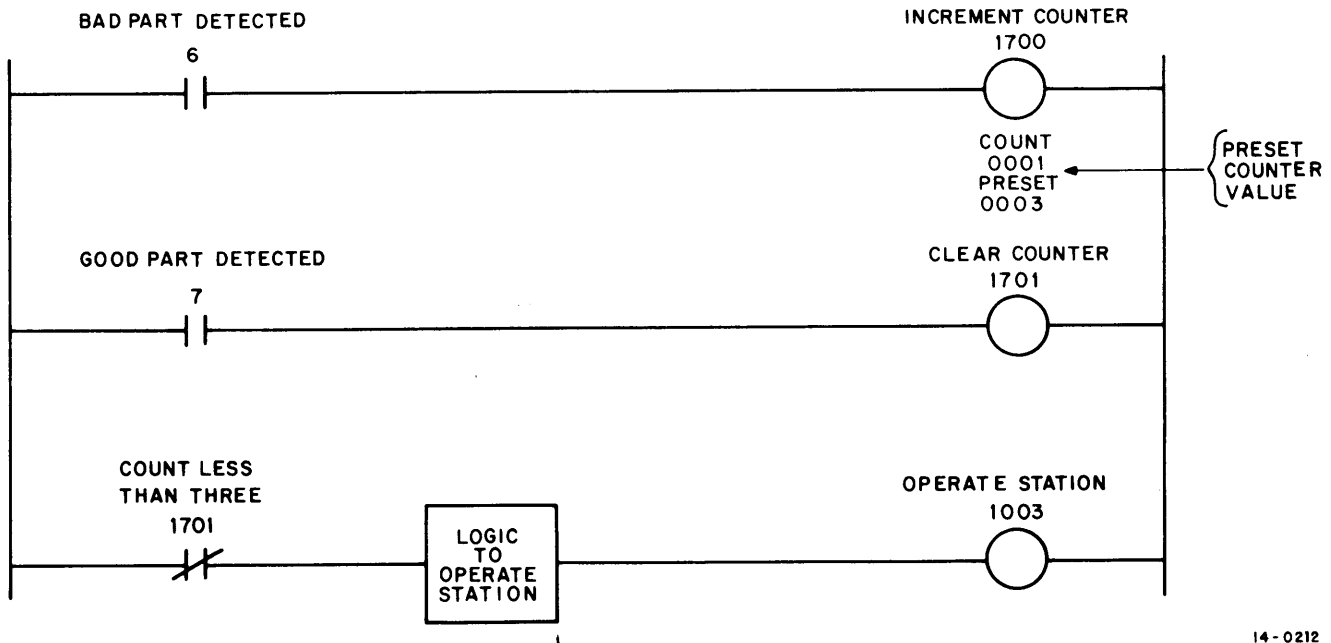 BAD PART DETECTED
6
INCREMENT COUNTER
1700
COUNT
0001
PRESET
0003
PRESET
COUNTER
VALUE
GOOD PART DETECTED
7
CLEAR COUNTER
1701
COUNT LESS
THAN THREE
1701
LOGIC
TO
OPERATE
STATION
OPERATE STATION
1003
14-0212